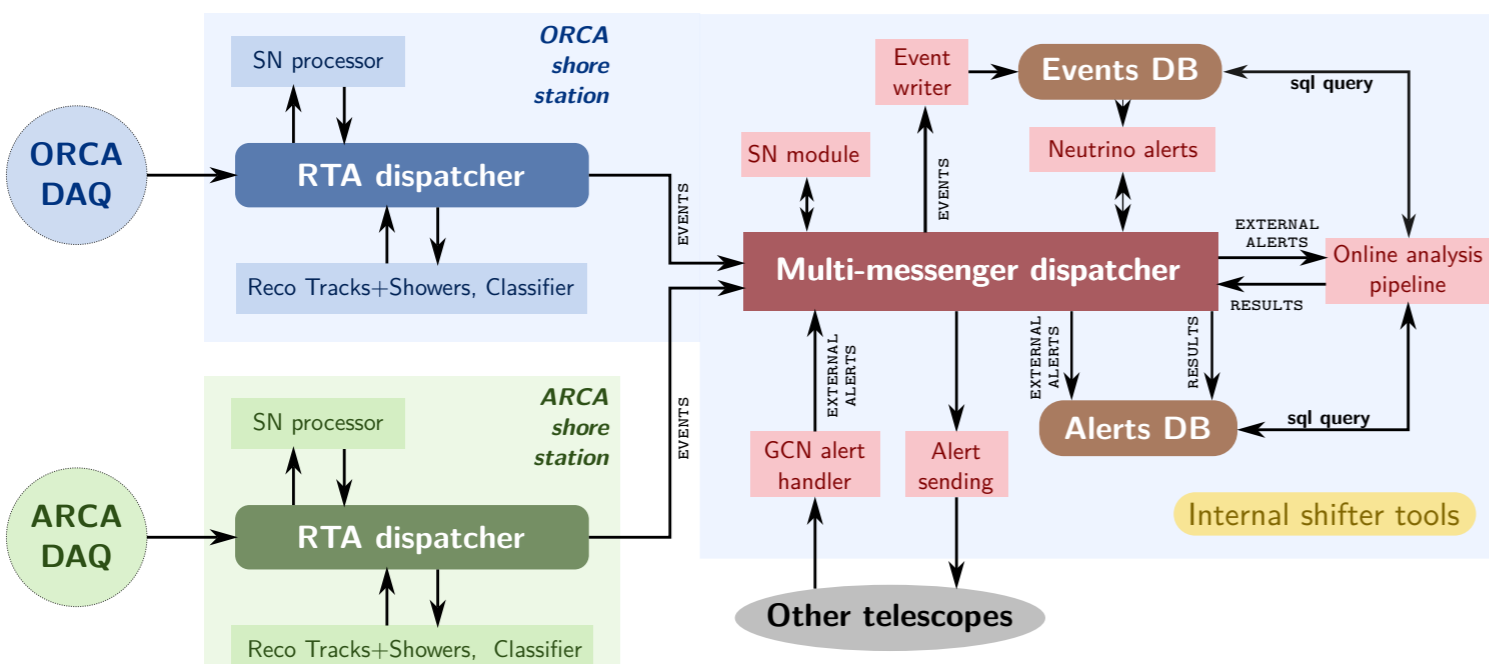 ORCA
shore
station
SN processor
ORCA
DAQ
RTA dispatcher
Reco Tracks+Showers, Classifier
EVENTS
ARCA
shore
station
SN processor
ARCA
DAQ
RTA dispatcher
Reco Tracks+Showers, Classifier
EVENTS
Event
writer
Events DB
sql query
SN module
Neutrino alerts
EVENTS
Multi-messenger dispatcher
EXTERNAL
ALERTS
Online analysis
pipeline
RESULTS
EXTERNAL
ALERTS
EXTERNAL
ALERTS
RESULTS
Alerts DB
sql query
GCN alert
handler
Alert
sending
Internal shifter tools
Other telescopes